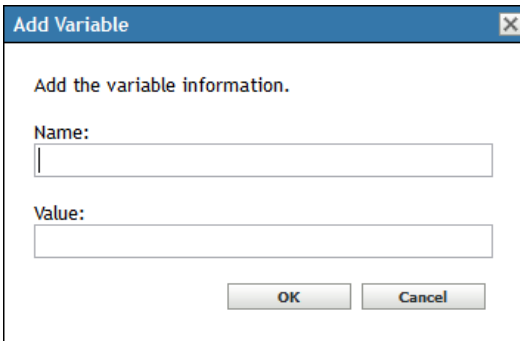 Add Variable
Add the variable information.
Name:
Value:
OK Cancel